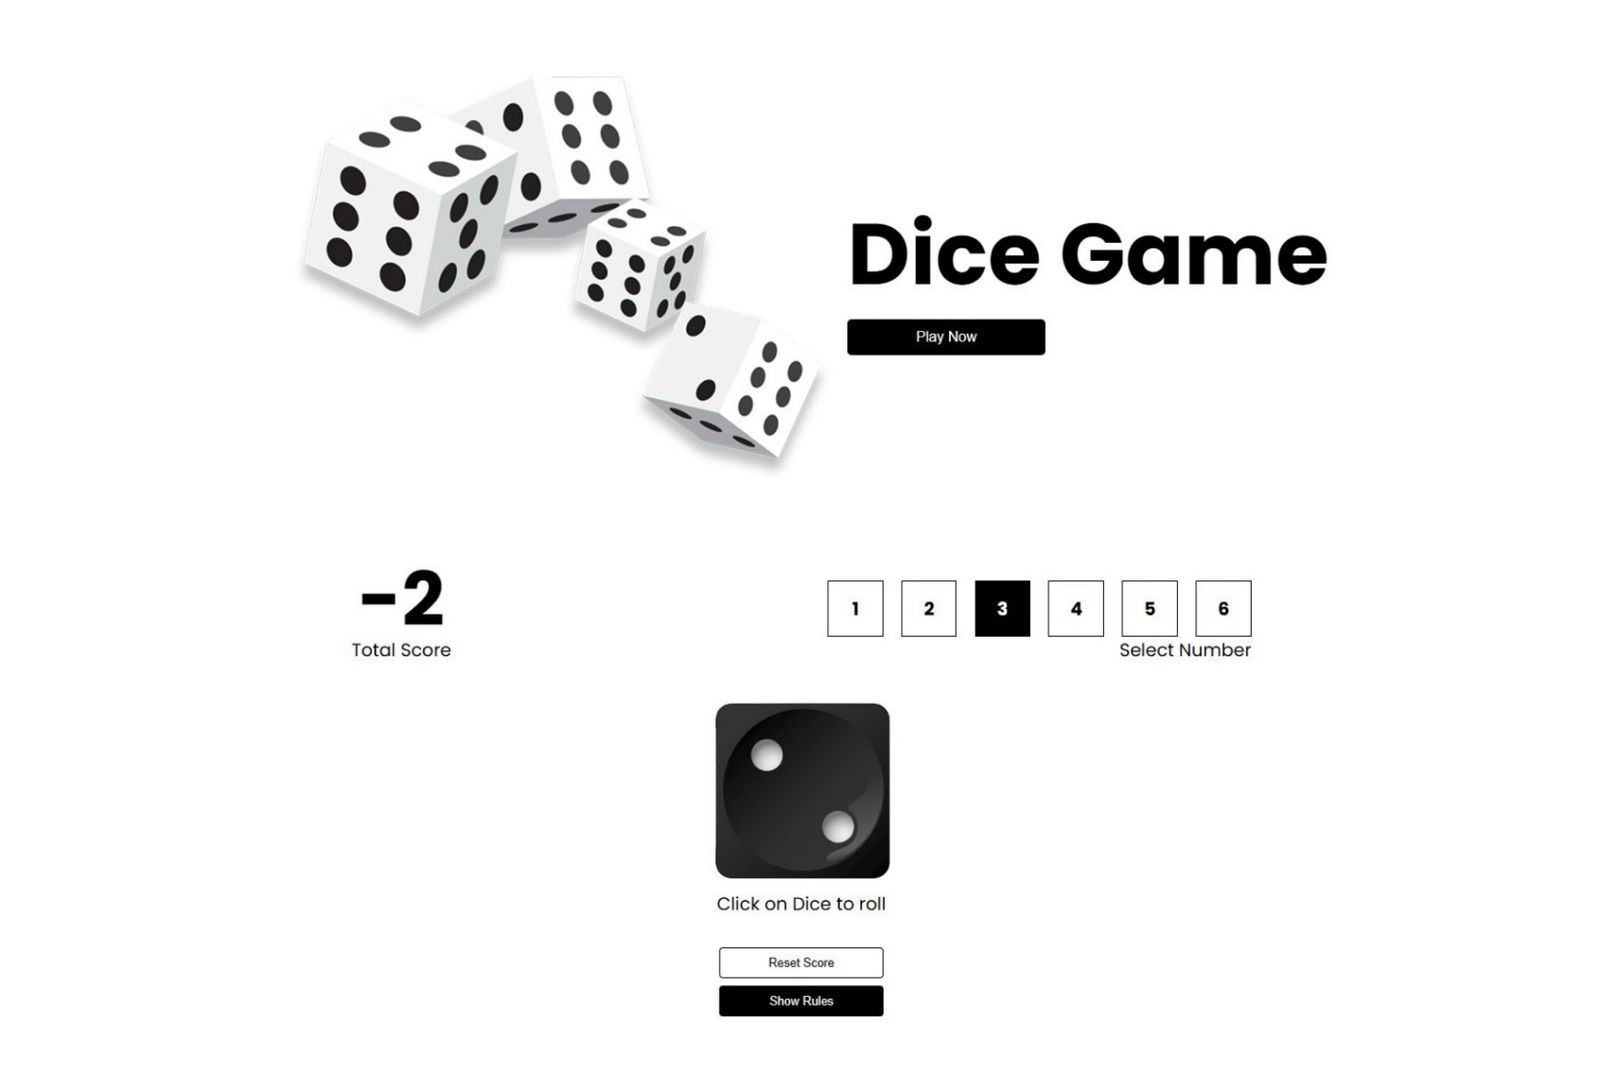 Dice Game
Play Now
-2
Total Score
1 2 3 4 5 6
Select Number
Click on Dice to roll
Reset Score
Show Rules